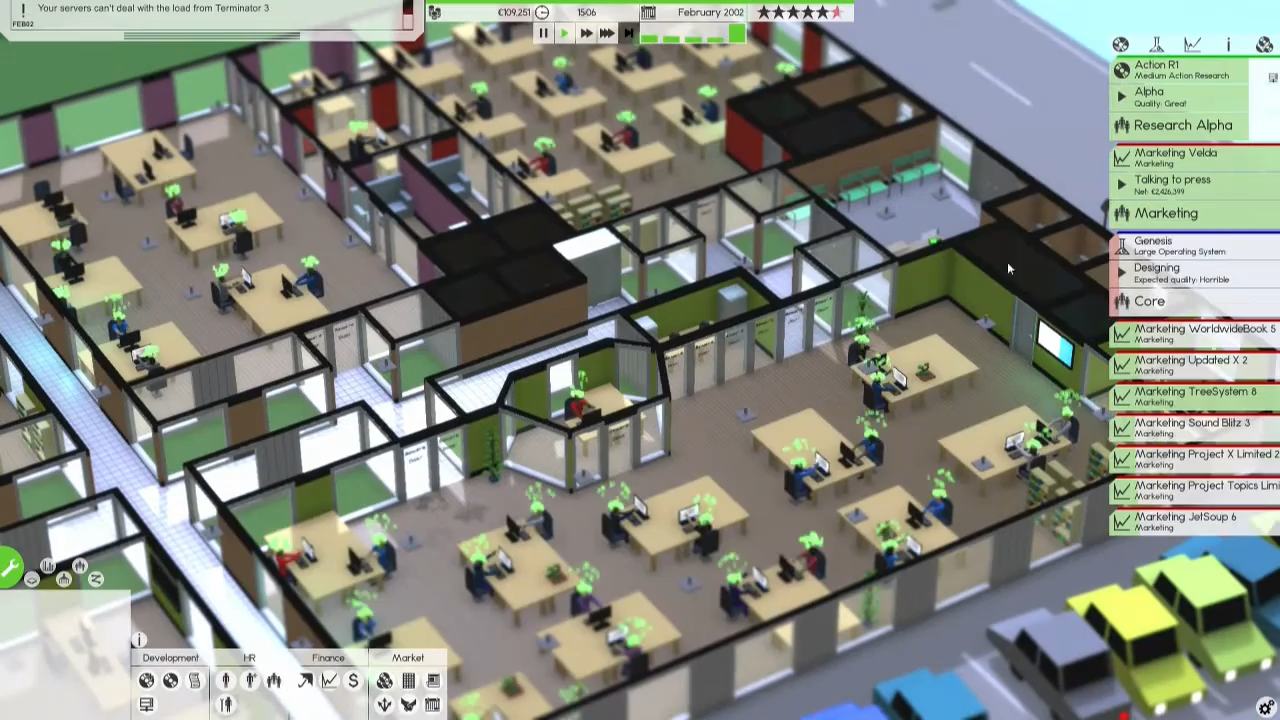 Your servers can't deal with the load from Terminator 3
FEB02
€109,251
1506
February 2002
Action R1
Medium Action Research
Alpha
Quality: Great
Research Alpha
Marketing Velda
Marketing
Talking to press
Net: €2,426,399
Marketing
Genesis
Large Operating System
Designing
Expected quality: Horrible
Core
Marketing WorldwideBook 5
Marketing
Marketing Updated X 2
Marketing
Marketing TreeSystem 8
Marketing
Marketing Sound Blitz 3
Marketing
Marketing Project X Limited 2
Marketing
Marketing Project Topics Limi
Marketing
Marketing JetSoup 6
Marketing
Development
HR
Finance
Market